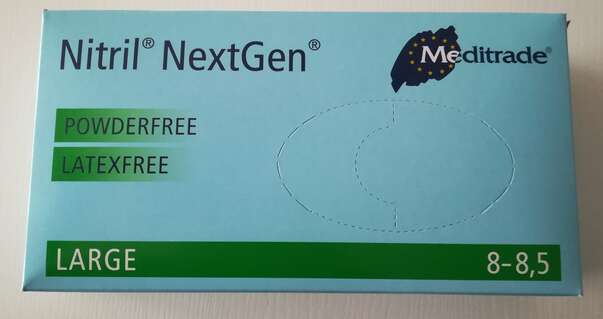 Nitril® NextGen®
Meditrade®
POWDERFREE
LATEXFREE
LARGE 8-8,5